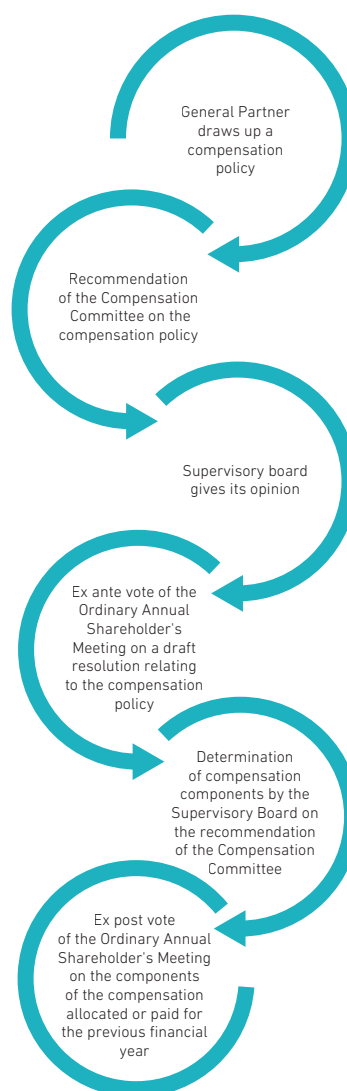 General Partner
draws up a
compensation
policy
Recommendation
of the Compensation
Committee on the
compensation policy
Supervisory board
gives its opinion
Ex ante vote of the
Ordinary Annual
Shareholder's
Meeting on a draft
resolution relating
to the compensation
policy
Determination
of compensation
components by the
Supervisory Board on
the recommendation
of the Compensation
Committee
Ex post vote
of the Ordinary Annual
Shareholder's Meeting
on the components
of the compensation
allocated or paid for
the previous financial
year